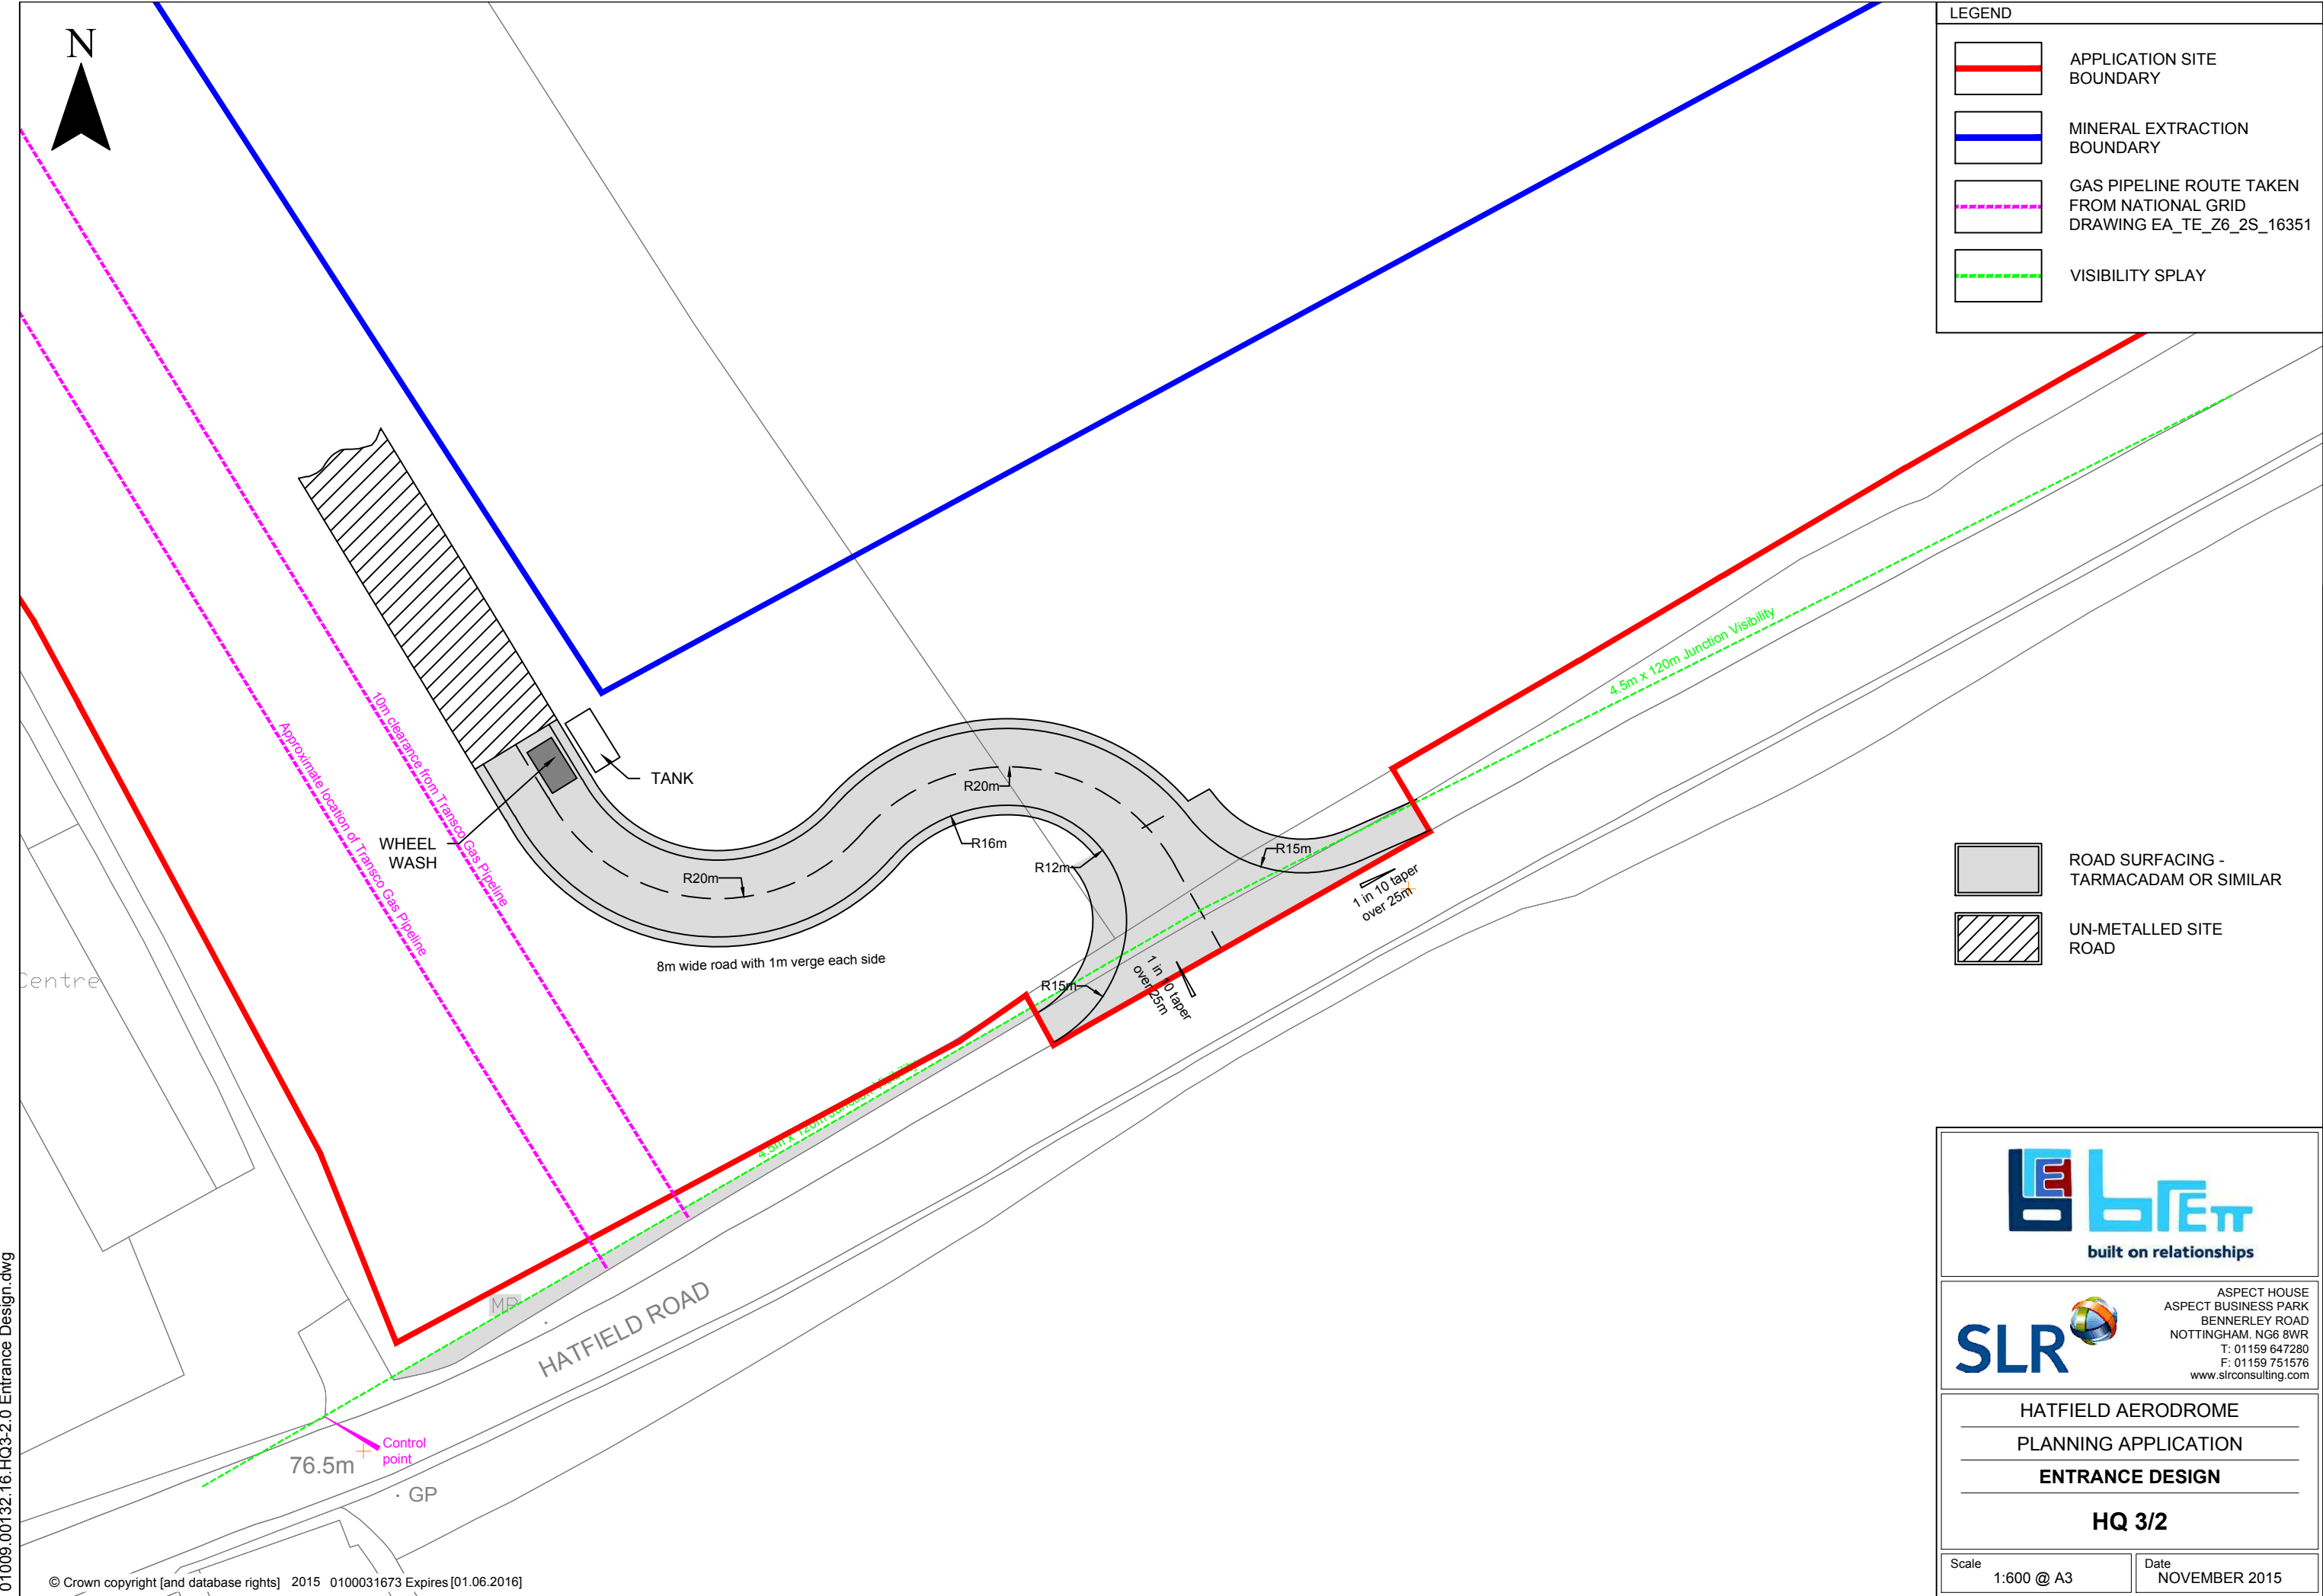 N
LEGEND
APPLICATION SITE
BOUNDARY
MINERAL EXTRACTION
BOUNDARY
GAS PIPELINE ROUTE TAKEN
FROM NATIONAL GRID
DRAWING EA_TE_Z6_2S_16351
VISIBILITY SPLAY
4.5m x 120m Junction Visibility
10m clearance from Transco Gas Pipeline
Approximate location of Transco Gas Pipeline
TANK
WHEEL
WASH
R20m
R20m
R16m
R12m
R15m
R15m
1 in 10 taper
over 25m
1 in 10 taper
over 25m
8m wide road with 1m verge each side
Centre
4.5m x 120m Junction Visibility
MP
HATFIELD ROAD
Control
point
76.5m
GP
ROAD SURFACING -
TARMACADAM OR SIMILAR
UN-METALLED SITE
ROAD
brett
built on relationships
SLR
ASPECT HOUSE
ASPECT BUSINESS PARK
BENNERLEY ROAD
NOTTINGHAM. NG6 8WR
T: 01159 647280
F: 01159 751576
www.slrconsulting.com
HATFIELD AERODROME
PLANNING APPLICATION
ENTRANCE DESIGN
HQ 3/2
Scale
1:600 @ A3
Date
NOVEMBER 2015
01009.00132.16.HQ3-2.0 Entrance Design.dwg
© Crown copyright [and database rights] 2015 0100031673 Expires [01.06.2016]